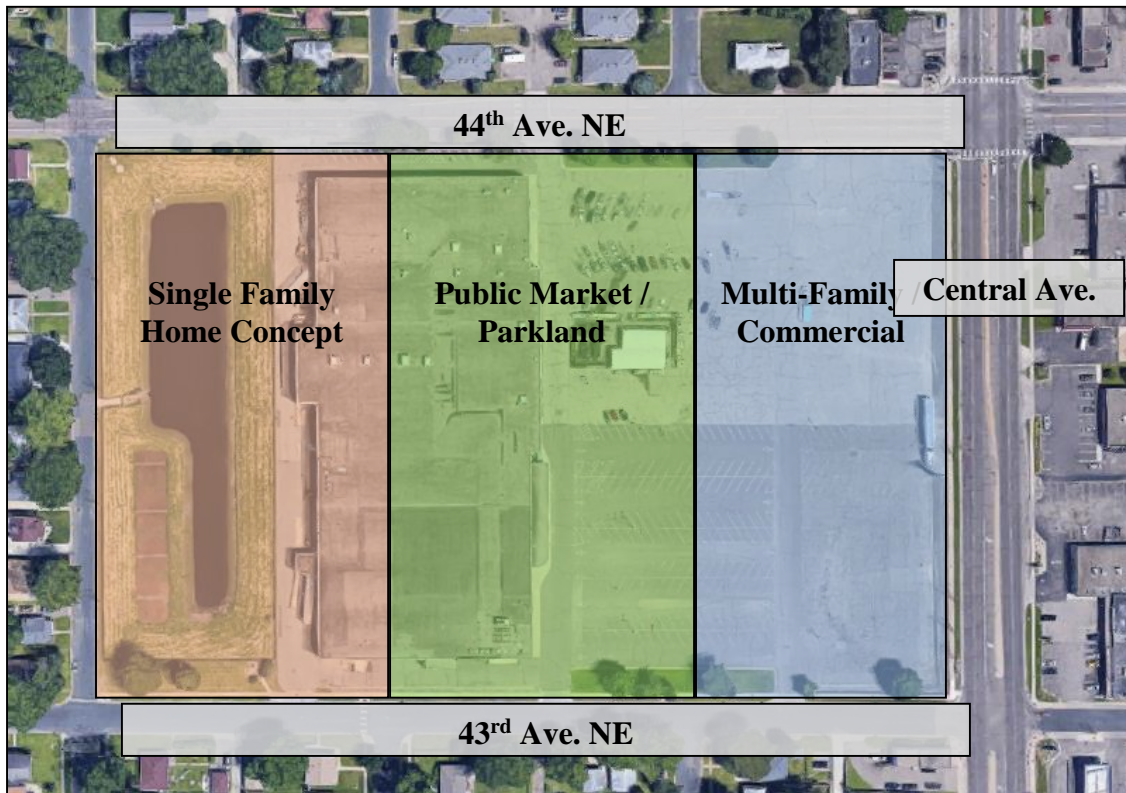 44th Ave. NE
Single Family
Home Concept
Public Market /
Parkland
Multi-Family /
Commercial
Central Ave.
43rd Ave. NE